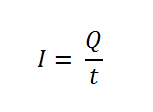 I = Q/t